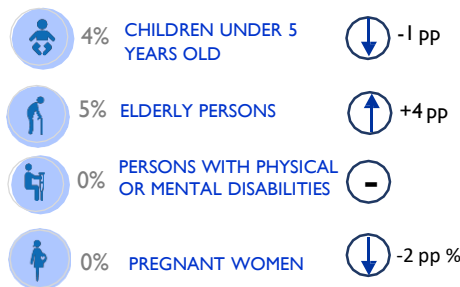 4% CHILDREN UNDER 5 -1 pp
YEARS OLD
5% ELDERLY PERSONS +4 pp
PERSONS WITH PHYSICAL
0% OR MENTAL DISABILITIES -
0% PREGNANT WOMEN -2 pp %